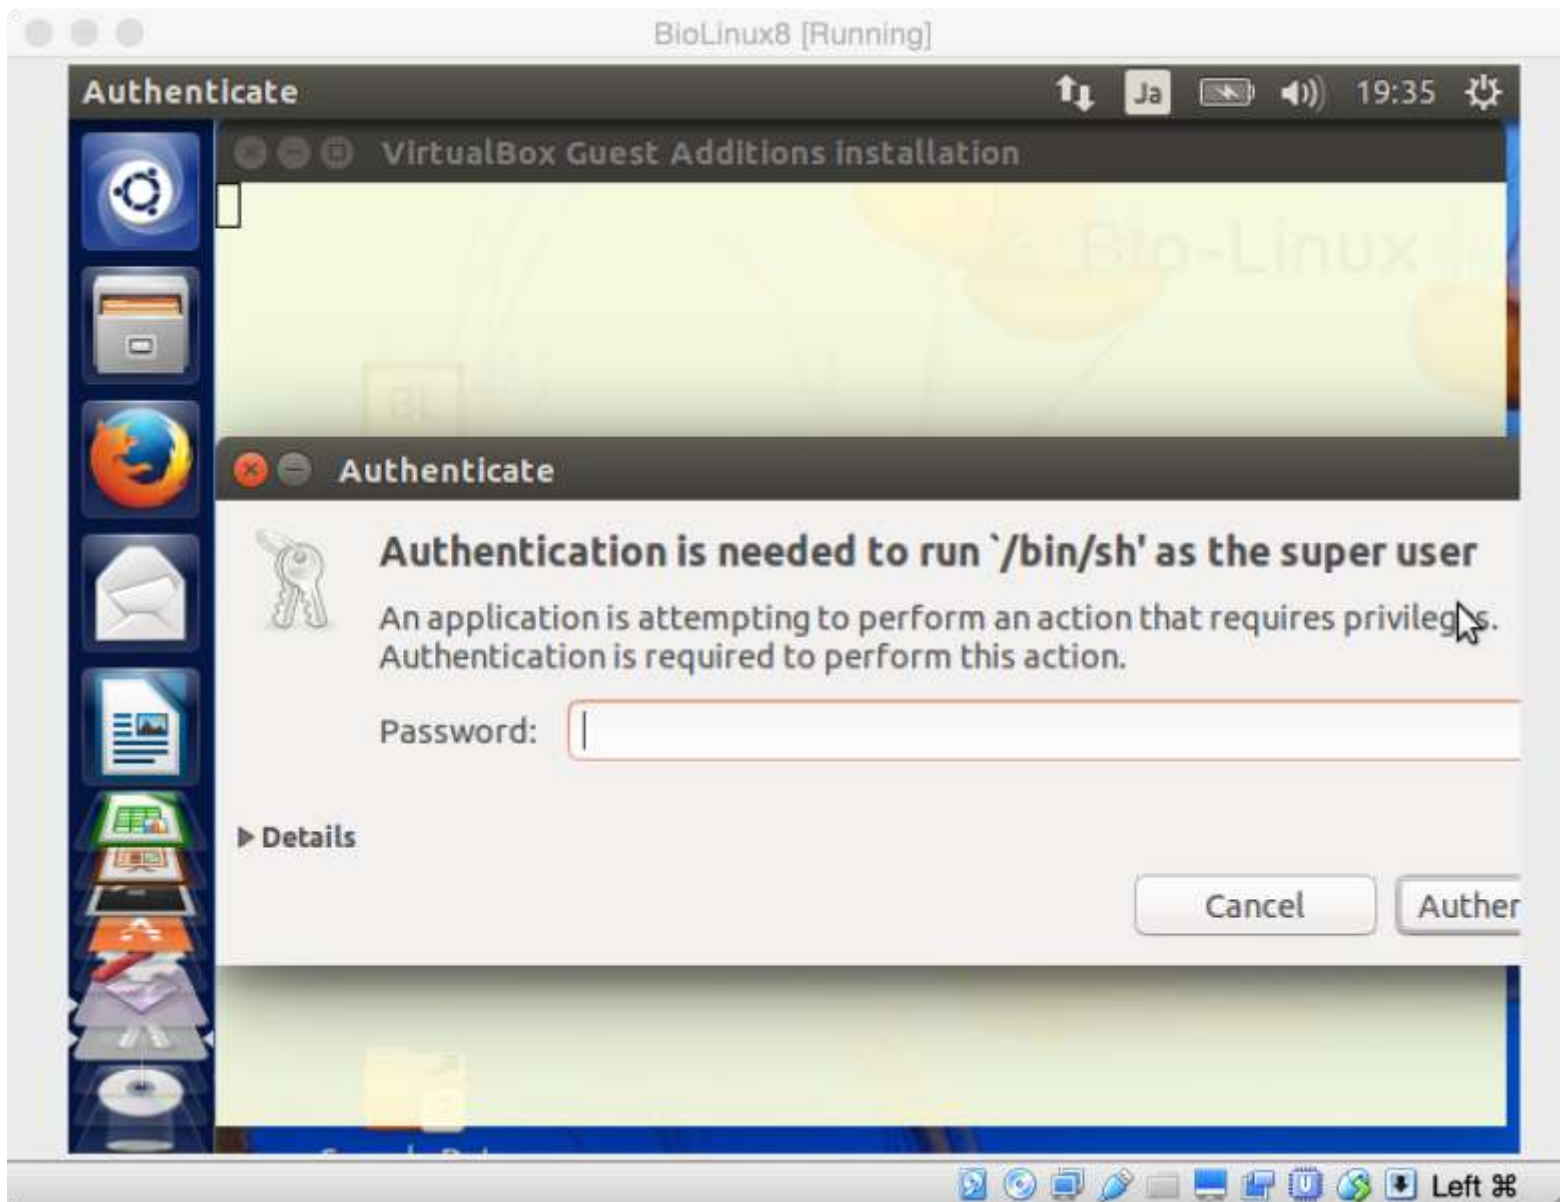 BioLinux8 [Running]
Authenticate
Ja
19:35
VirtualBox Guest Additions installation
Bio-Linux
BL
Authenticate
Authentication is needed to run `/bin/sh' as the super user
An application is attempting to perform an action that requires privileges.
Authentication is required to perform this action.
Password:
Details
Cancel
Auther
Left ⌘